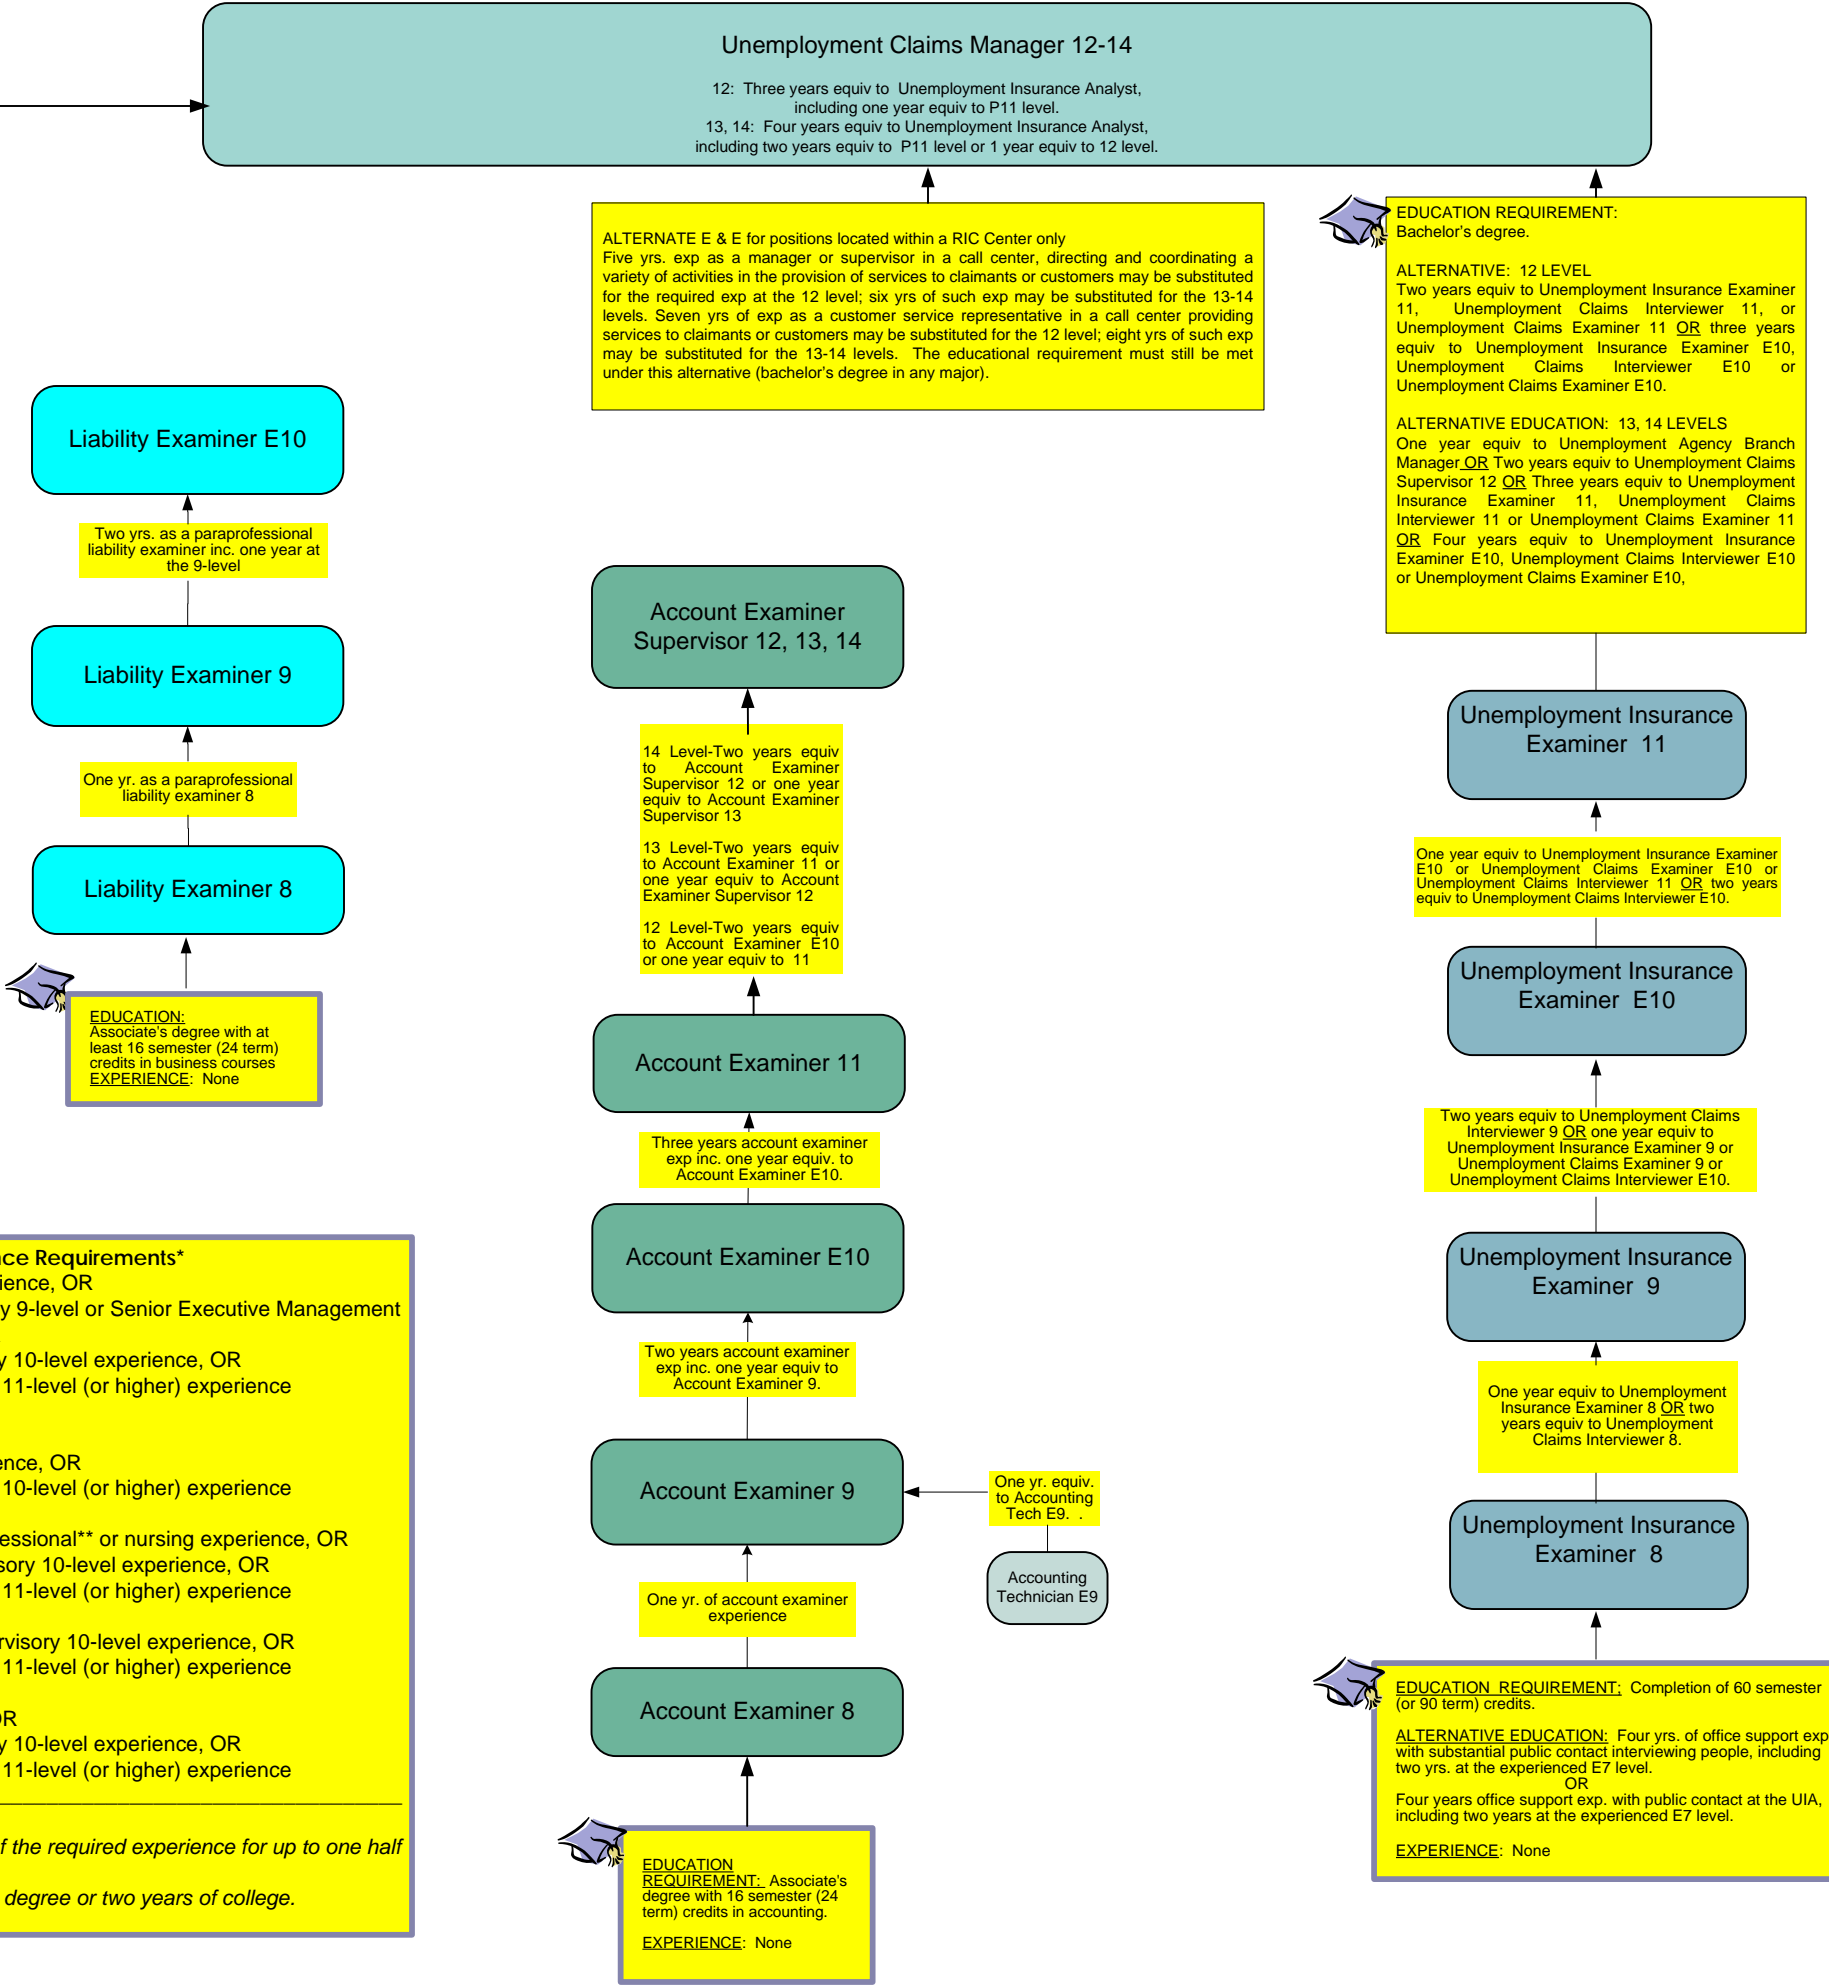 Unemployment Claims Manager 12-14
12:  Three years equiv to  Unemployment Insurance Analyst,
including one year equiv to P11 level.
13, 14:  Four years equiv to Unemployment Insurance Analyst,
including two years equiv to  P11 level or 1 year equiv to 12 level.
ALTERNATE E & E for positions located within a RIC Center only
Five yrs. exp as a manager or supervisor in a call center, directing and coordinating a
variety of activities in the provision of services to claimants or customers may be substituted
for the required exp at the 12 level; six yrs of such exp may be substituted for the 13-14
levels. Seven yrs of exp as a customer service representative in a call center providing
services to claimants or customers may be substituted for the 12 level; eight yrs of such exp
may be substituted for the 13-14 levels.  The educational requirement must still be met
under this alternative (bachelor's degree in any major).
EDUCATION REQUIREMENT:
Bachelor's degree.
ALTERNATIVE:  12 LEVEL
Two years equiv to Unemployment Insurance Examiner
11, Unemployment Claims Interviewer 11, or
Unemployment Claims Examiner 11 OR three years
equiv to Unemployment Insurance Examiner E10,
Unemployment Claims Interviewer E10 or
Unemployment Claims Examiner E10.
ALTERNATIVE EDUCATION:  13, 14 LEVELS
One year equiv to Unemployment Agency Branch
Manager OR Two years equiv to Unemployment Claims
Supervisor 12 OR Three years equiv to Unemployment
Insurance Examiner 11, Unemployment Claims
Interviewer 11 or Unemployment Claims Examiner 11
OR Four years equiv to Unemployment Insurance
Examiner E10, Unemployment Claims Interviewer E10
or Unemployment Claims Examiner E10,
Liability Examiner E10
Two yrs. as a paraprofessional
liability examiner inc. one year at
the 9-level
Liability Examiner 9
One yr. as a paraprofessional
liability examiner 8
Liability Examiner 8
EDUCATION:
Associate's degree with at
least 16 semester (24 term)
credits in business courses
EXPERIENCE:  None
Account Examiner
Supervisor 12, 13, 14
14 Level-Two years equiv
to Account Examiner
Supervisor 12 or one year
equiv to Account Examiner
Supervisor 13
13 Level-Two years equiv
to Account Examiner 11 or
one year equiv to Account
Examiner Supervisor 12
12 Level-Two years equiv
to Account Examiner E10
or one year equiv to  11
Account Examiner 11
Three years account examiner
exp inc. one year equiv. to
Account Examiner E10.
Account Examiner E10
Two years account examiner
exp inc. one year equiv to
Account Examiner 9.
Account Examiner 9
One yr. equiv.
to Accounting
Tech E9.  .
Accounting
Technician E9
One yr. of account examiner
experience
Account Examiner 8
EDUCATION
REQUIREMENT:  Associate's
degree with 16 semester (24
term) credits in accounting.
EXPERIENCE:  None
Unemployment Insurance
Examiner  11
One year equiv to Unemployment Insurance Examiner
E10 or Unemployment Claims Examiner E10 or
Unemployment Claims Interviewer 11 OR two years
equiv to Unemployment Claims Interviewer E10.
Unemployment Insurance
Examiner  E10
Two years equiv to Unemployment Claims
Interviewer 9 OR one year equiv to
Unemployment Insurance Examiner 9 or
Unemployment Claims Examiner 9 or
Unemployment Claims Interviewer E10.
Unemployment Insurance
Examiner  9
One year equiv to Unemployment
Insurance Examiner 8 OR two
years equiv to Unemployment
Claims Interviewer 8.
Unemployment Insurance
Examiner  8
EDUCATION  REQUIREMENT;  Completion of 60 semester
(or 90 term) credits.
ALTERNATIVE EDUCATION:  Four yrs. of office support exp
with substantial public contact interviewing people, including
two yrs. at the experienced E7 level.
OR
Four years office support exp. with public contact at the UIA,
including two years at the experienced E7 level.
EXPERIENCE:  None
nce Requirements*
ience, OR
y 9-level or Senior Executive Management
y 10-level experience, OR
11-level (or higher) experience
ence, OR
10-level (or higher) experience
essional** or nursing experience, OR
sory 10-level experience, OR
11-level (or higher) experience
rvisory 10-level experience, OR
11-level (or higher) experience
OR
y 10-level experience, OR
11-level (or higher) experience
f the required experience for up to one half
degree or two years of college.